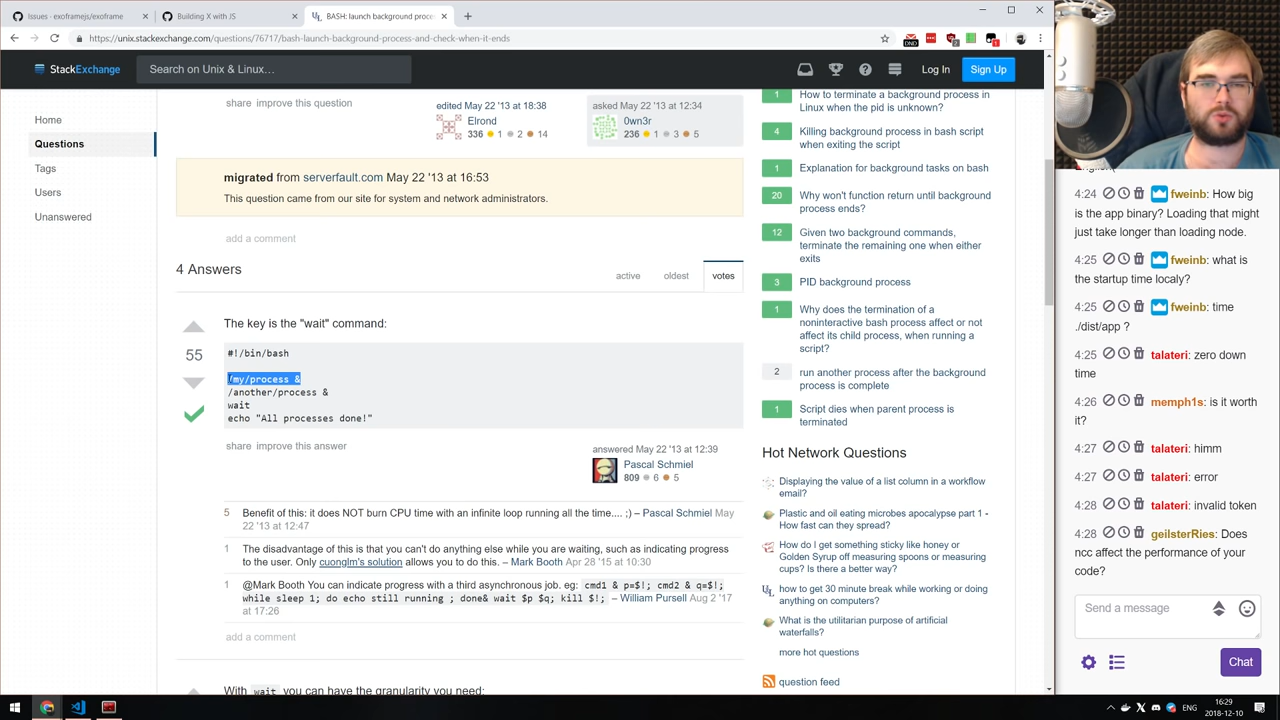 Issues · exoframejs/exoframe
Building X with JS
BASH: launch background proce
https://unix.stackexchange.com/questions/76717/bash-launch-background-process-and-check-when-it-ends
StackExchange
Search on Unix & Linux…
Log In
Sign Up
Home
Questions
Tags
Users
Unanswered
share improve this question
edited May 22 '13 at 18:38
Elrond
336 1 2 14
asked May 22 '13 at 12:34
0wn3r
236 1 3 5
migrated from serverfault.com May 22 '13 at 16:53
This question came from our site for system and network administrators.
add a comment
4 Answers
active
oldest
votes
55
The key is the "wait" command:
#!/bin/bash
/my/process &
/another/process &
wait
echo "All processes done!"
share improve this answer
answered May 22 '13 at 12:39
Pascal Schmiel
809 6 5
5 Benefit of this: it does NOT burn CPU time with an infinite loop running all the time.... ;) – Pascal Schmiel May
22 '13 at 12:47
1 The disadvantage of this is that you can't do anything else while you are waiting, such as indicating progress
to the user. Only cuonglm's solution allows you to do this. – Mark Booth Apr 28 '15 at 10:30
1 @Mark Booth You can indicate progress with a third asynchronous job. eg: cmd1 & p=$!; cmd2 & q=$!;
while sleep 1; do echo still running ; done& wait $p $q; kill $!; – William Pursell Aug 2 '17
at 17:26
add a comment
With wait you can have the granularity you need:
1 How to terminate a background process in
Linux when the pid is unknown?
4 Killing background process in bash script
when exiting the script
1 Explanation for background tasks on bash
20 Why won't function return until background
process ends?
12 Given two background commands,
terminate the remaining one when either
exits
3 PID background process
1 Why does the termination of a
noninteractive bash process affect or not
affect its child process, when running a
script?
2 run another process after the background
process is complete
1 Script dies when parent process is
terminated
Hot Network Questions
Displaying the value of a list column in a workflow
email?
Plastic and oil eating microbes apocalypse part 1 -
How fast can they spread?
How do I get something sticky like honey or
Golden Syrup off measuring spoons or measuring
cups? Is there a better way?
how to get 30 minute break while working or doing
anything on computers?
What is the utilitarian purpose of artificial
waterfalls?
more hot questions
question feed
4:24 fweinb: How big
is the app binary? Loading that might
just take longer than loading node.
4:25 fweinb: what is
the startup time localy?
4:25 fweinb: time
./dist/app ?
4:25 talateri: zero down
time
4:26 memph1s: is it worth
it?
4:27 talateri: himm
4:27 talateri: error
4:28 talateri: invalid token
4:28 geilsterRies: Does
ncc affect the performance of your
code?
Send a message
Chat
ENG
16:29
2018-12-10